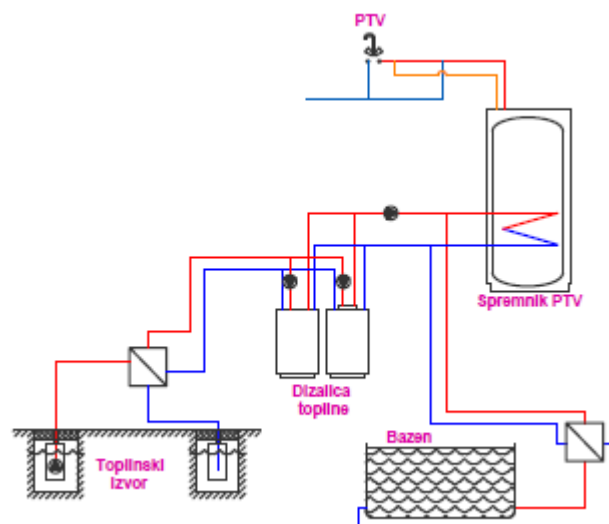 PTV
Spremnik PTV
Dizalica
topline
Toplinski
izvor
Bazen